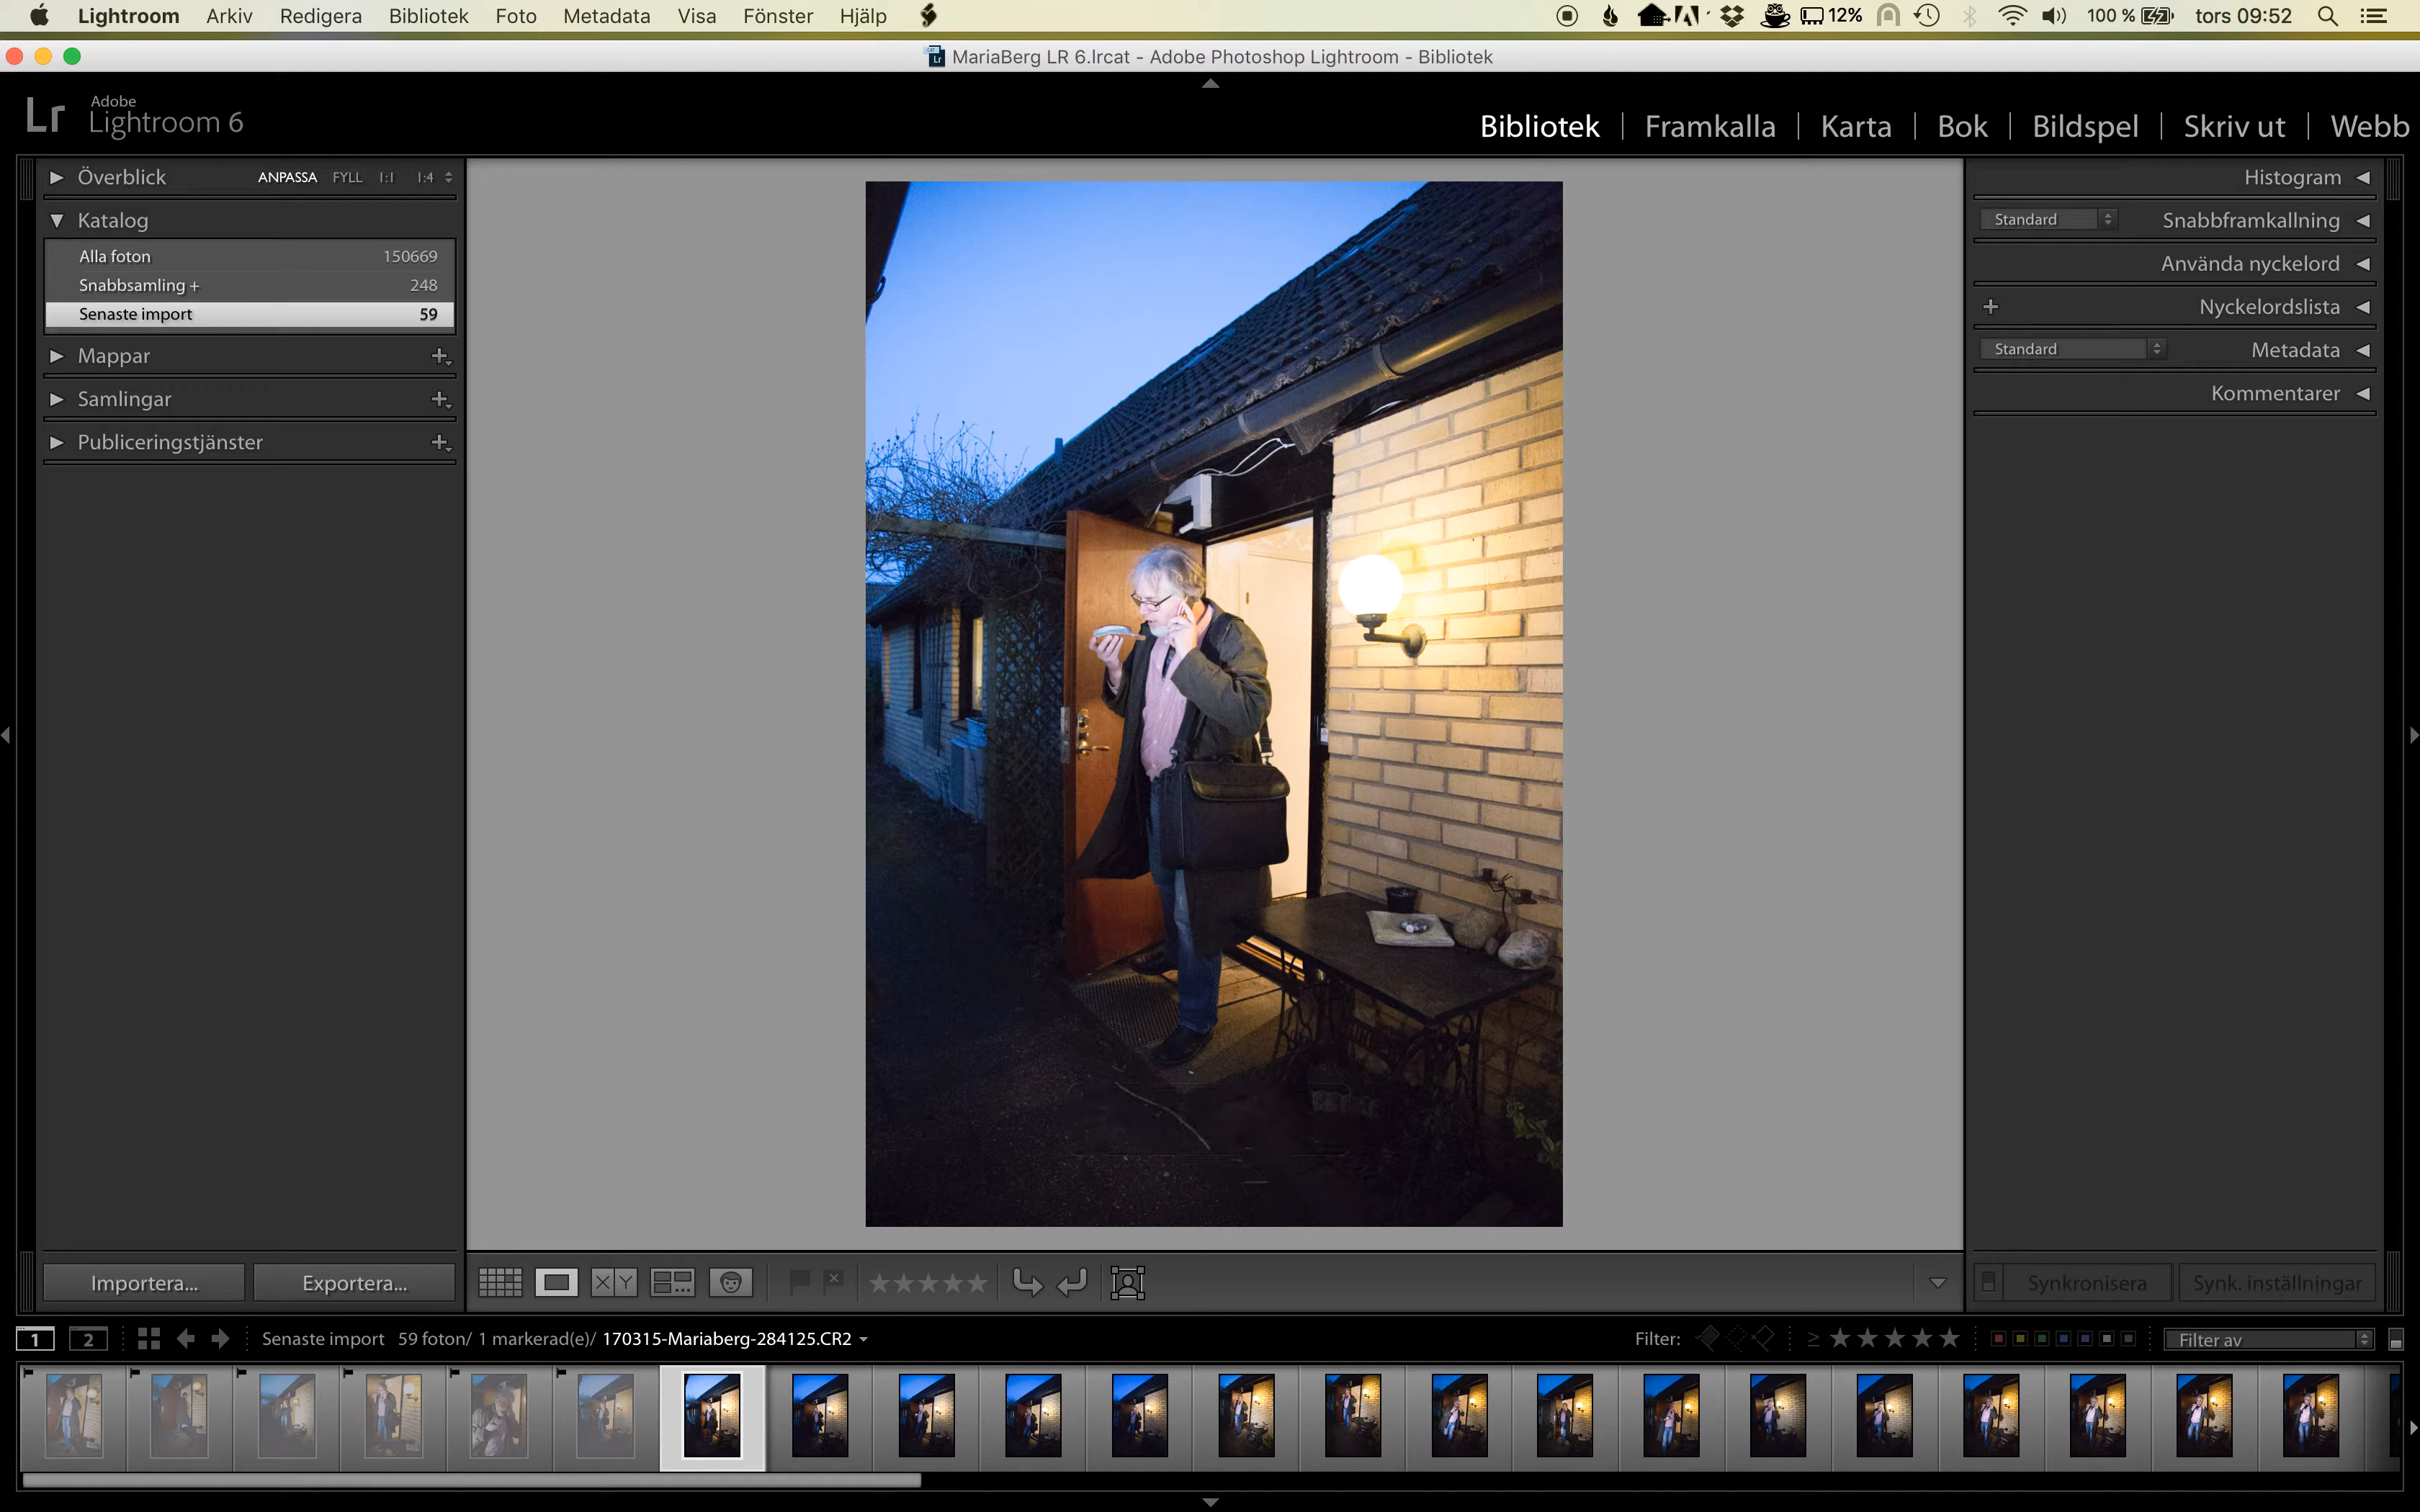 Lightroom Arkiv Redigera Bibliotek Foto Metadata Visa Fönster Hjälp 12% 100 % tors 09:52
MariaBerg LR 6.lrcat - Adobe Photoshop Lightroom - Bibliotek
Lr Adobe
Lightroom 6
Bibliotek | Framkalla | Karta | Bok | Bildspel | Skriv ut | Webb
Överblick ANPASSA FYLL 1:1 1:4
Katalog
Alla foton 150669
Snabbsamling + 248
Senaste import 59
Mappar
Samlingar
Publiceringstjänster
Histogram
Standard Snabbframkallning
Använda nyckelord
Nyckelordslista
Standard Metadata
Kommentarer
Importera... Exportera...
X Y
Synkronisera Synk. inställningar
1 2 Senaste import 59 foton/ 1 markerad(e)/ 170315-Mariaberg-284125.CR2 Filter: ≥ Filter av